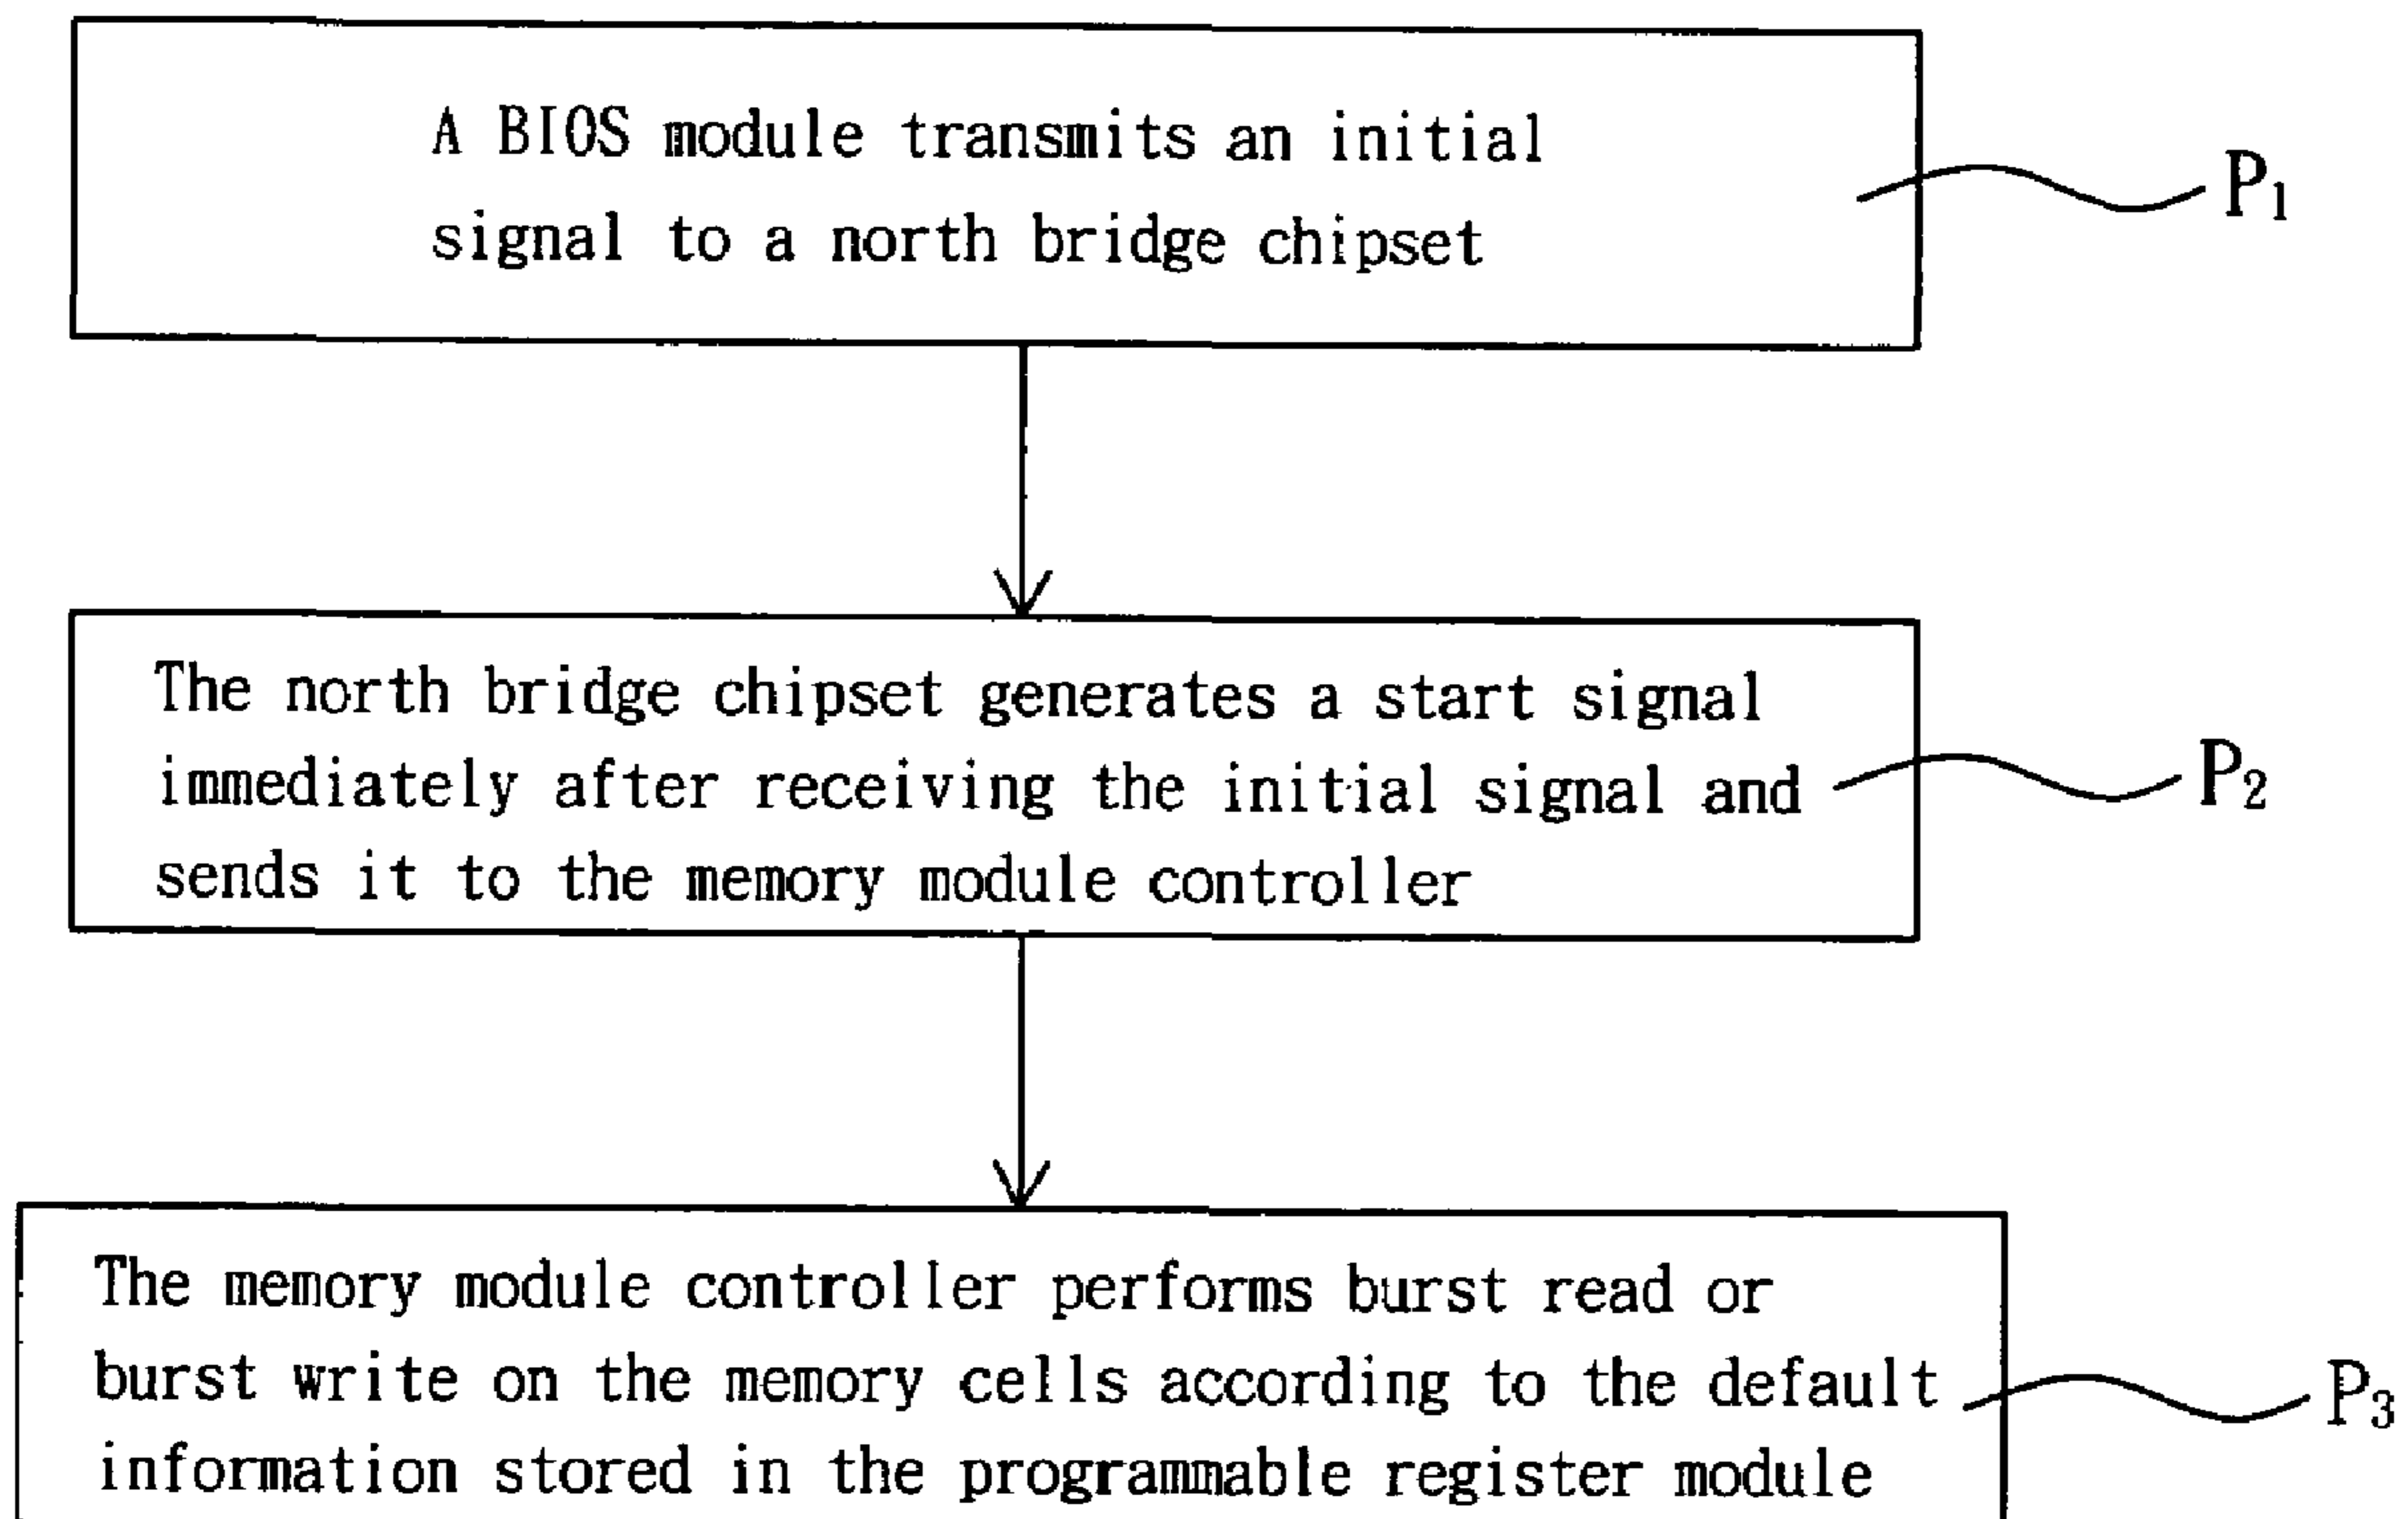 A BIOS module transmits an initial
signal to a north bridge chipset
P1
The north bridge chipset generates a start signal
immediately after receiving the initial signal and
sends it to the memory module controller
P2
The memory module controller performs burst read or
burst write on the memory cells according to the default
information stored in the programmable register module
P3